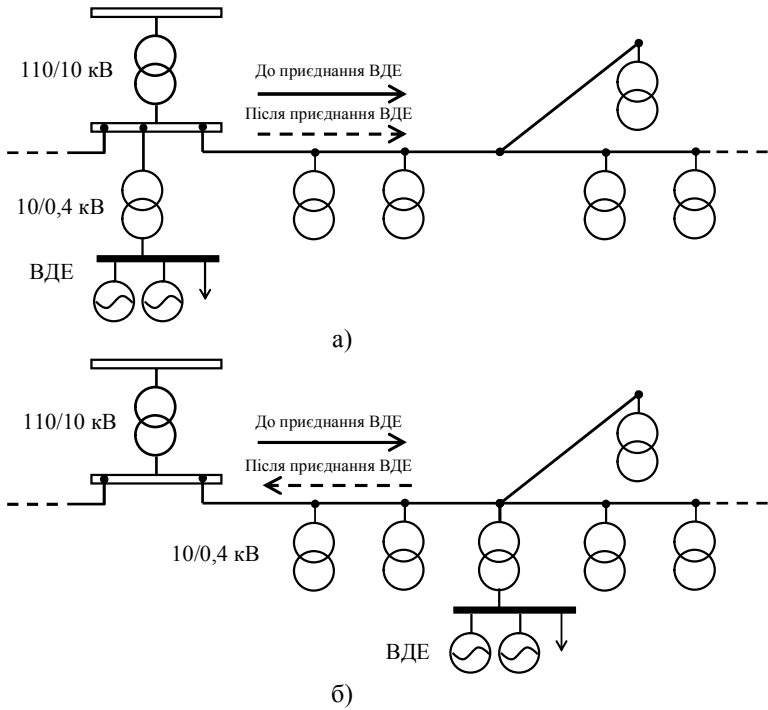 110/10 кВ
До приєднання ВДЕ
Після приєднання ВДЕ
10/0,4 кВ
ВДЕ
а)
110/10 кВ
До приєднання ВДЕ
Після приєднання ВДЕ
10/0,4 кВ
ВДЕ
б)